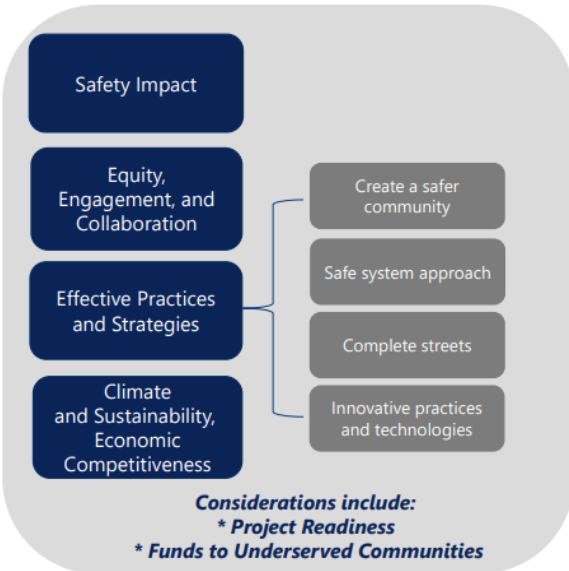 Safety Impact
Equity,
Engagement, and
Collaboration
Effective Practices
and Strategies
Climate
and Sustainability,
Economic
Competitiveness
Create a safer
community
Safe system approach
Complete streets
Innovative practices
and technologies
Considerations include:
* Project Readiness
* Funds to Underserved Communities